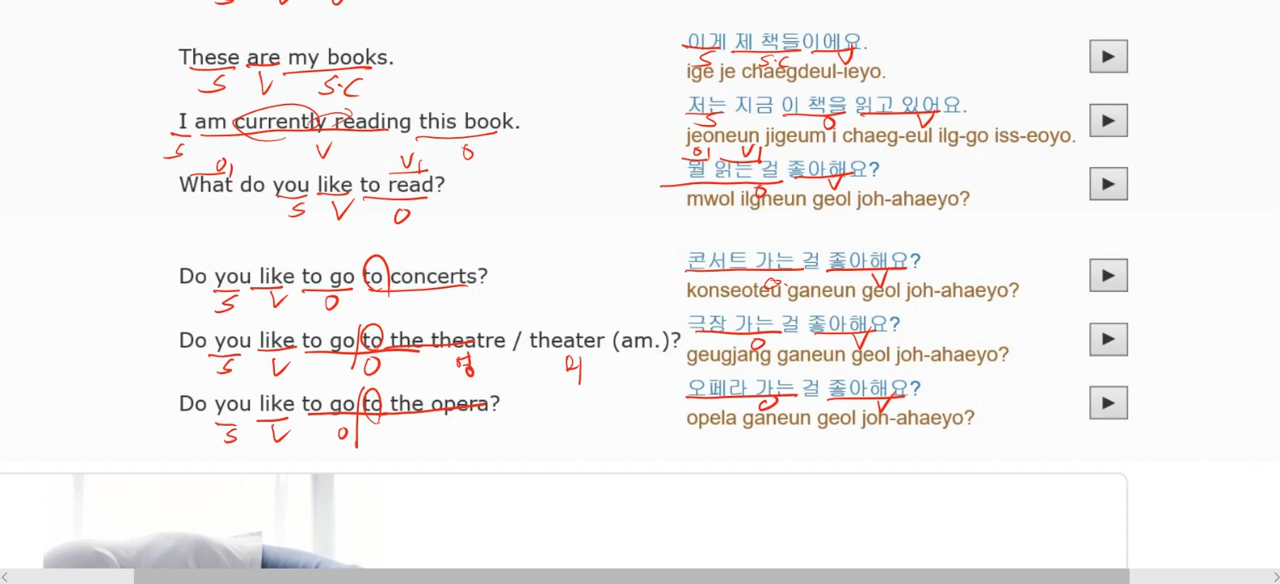 These are my books.
S V S·C
이게 제 책들이에요.
S S·C V
ige je chaegdeul-ieyo.
I am currently reading this book.
S V O
저는 지금 이 책을 읽고 있어요.
S O V
jeoneun jigeum i chaeg-eul ilg-go iss-eoyo.
O1 V1
What do you like to read?
S V O
O1 V1
뭘 읽는 걸 좋아해요?
O V
mwol ilgneun geol joh-ahaeyo?
Do you like to go to concerts?
S V O
콘서트 가는 걸 좋아해요?
O V
konseoteu ganeun geol joh-ahaeyo?
Do you like to go to the theatre / theater (am.)?
S V O 영 미
극장 가는 걸 좋아해요?
O V
geugjang ganeun geol joh-ahaeyo?
Do you like to go to the opera?
S V O
오페라 가는 걸 좋아해요?
O V
opela ganeun geol joh-ahaeyo?